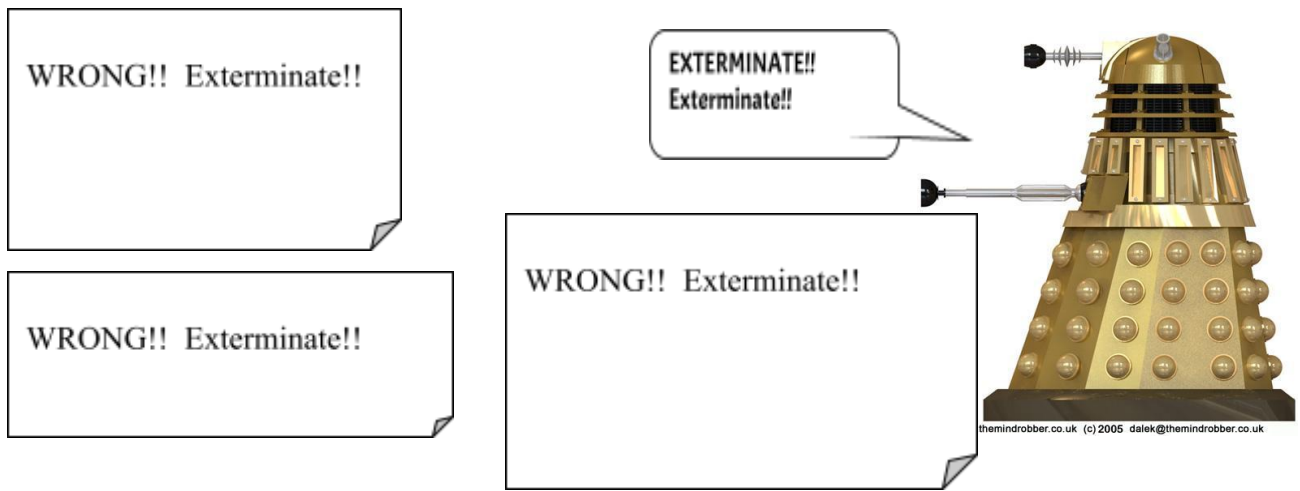 WRONG!! Exterminate!!
EXTERMINATE!!
Exterminate!!
WRONG!! Exterminate!!
WRONG!! Exterminate!!
themindrobber.co.uk (c) 2005 dalek@themindrobber.co.uk